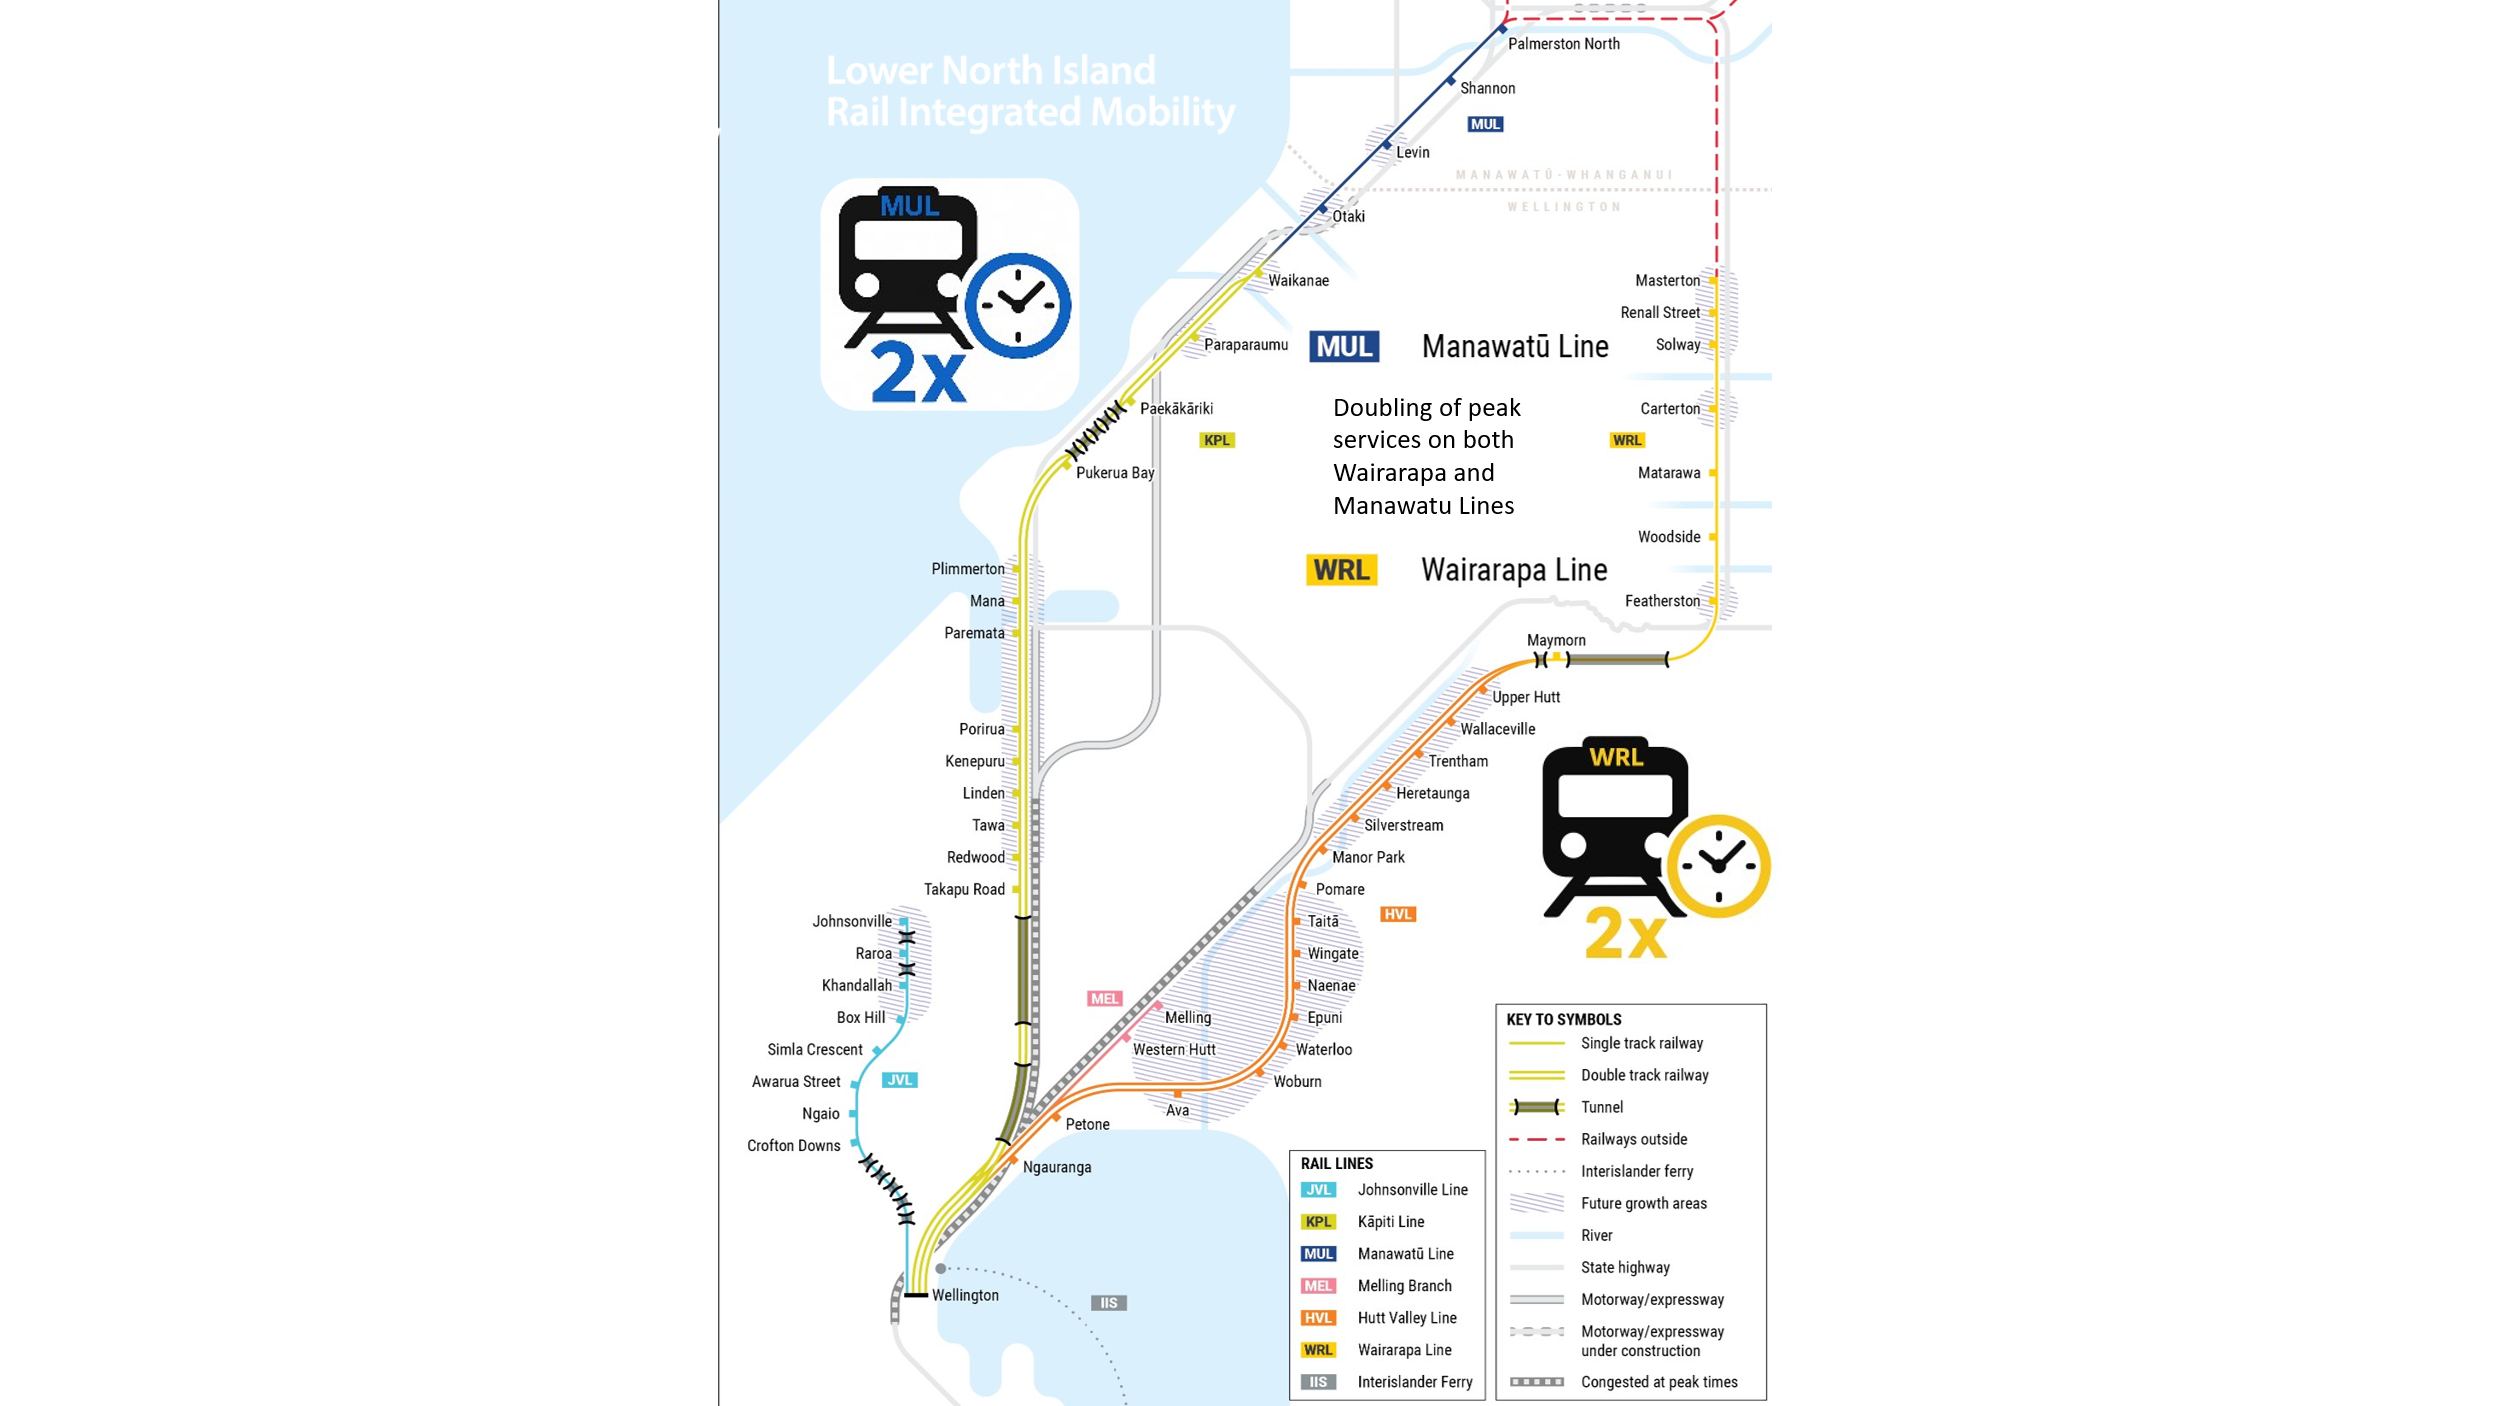 Lower North Island
Rail Integrated Mobility
Palmerston North
Shannon
MUL
Levin
MANAWATŪ-WHANGANUI
WELLINGTON
Otaki
MUL
2x
Waikanae
Paraparaumu
Paekākāriki
KPL
Pukerua Bay
MUL Manawatū Line
Doubling of peak
services on both
Wairarapa and
Manawatu Lines
WRL Wairarapa Line
Masterton
Renall Street
Solway
Carterton
WRL
Matarawa
Woodside
Featherston
Maymorn
Plimmerton
Mana
Paremata
Porirua
Kenepuru
Linden
Tawa
Redwood
Takapu Road
Upper Hutt
Wallaceville
Trentham
Heretaunga
Silverstream
Manor Park
Pomare
HVL
Taitā
Wingate
Naenae
Epuni
Waterloo
Woburn
Ava
WRL
2x
Johnsonville
Raroa
Khandallah
Box Hill
Simla Crescent
Awarua Street
JVL
Ngaio
Crofton Downs
MEL
Melling
Western Hutt
Petone
Ngauranga
Wellington
IIS
RAIL LINES
JVL Johnsonville Line
KPL Kāpiti Line
MUL Manawatū Line
MEL Melling Branch
HVL Hutt Valley Line
WRL Wairarapa Line
IIS Interislander Ferry
KEY TO SYMBOLS
Single track railway
Double track railway
Tunnel
Railways outside
Interislander ferry
Future growth areas
River
State highway
Motorway/expressway
Motorway/expressway
under construction
Congested at peak times